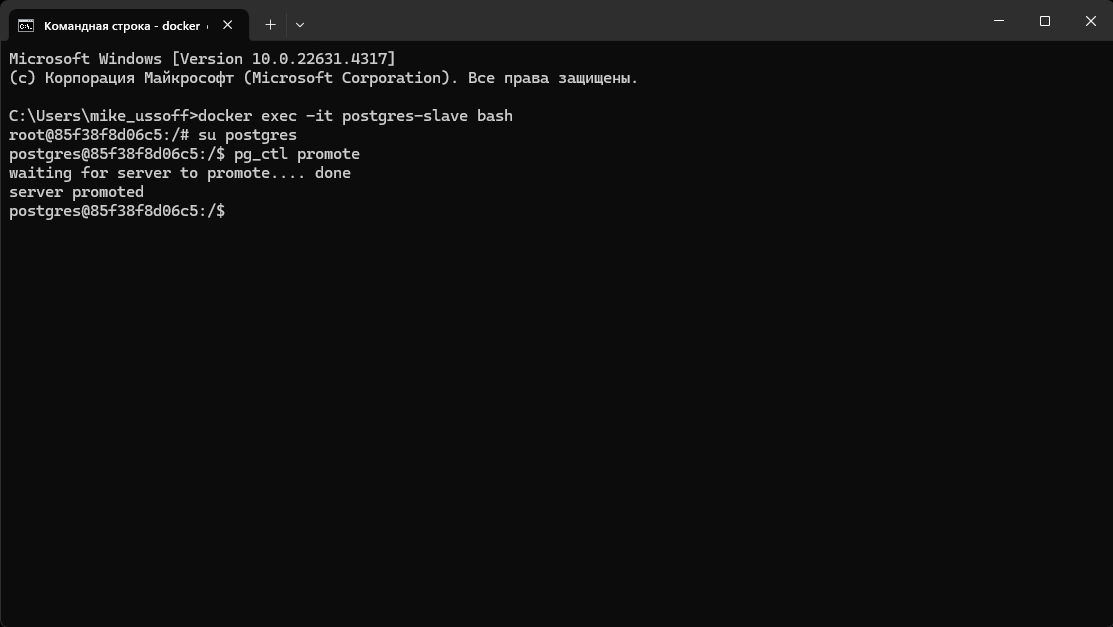 Командная строка - docker
Microsoft Windows [Version 10.0.22631.4317]
(c) Корпорация Майкрософт (Microsoft Corporation). Все права защищены.
C:\Users\mike_ussoff>docker exec -it postgres-slave bash
root@85f38f8d06c5:/# su postgres
postgres@85f38f8d06c5:/$ pg_ctl promote
waiting for server to promote.... done
server promoted
postgres@85f38f8d06c5:/$